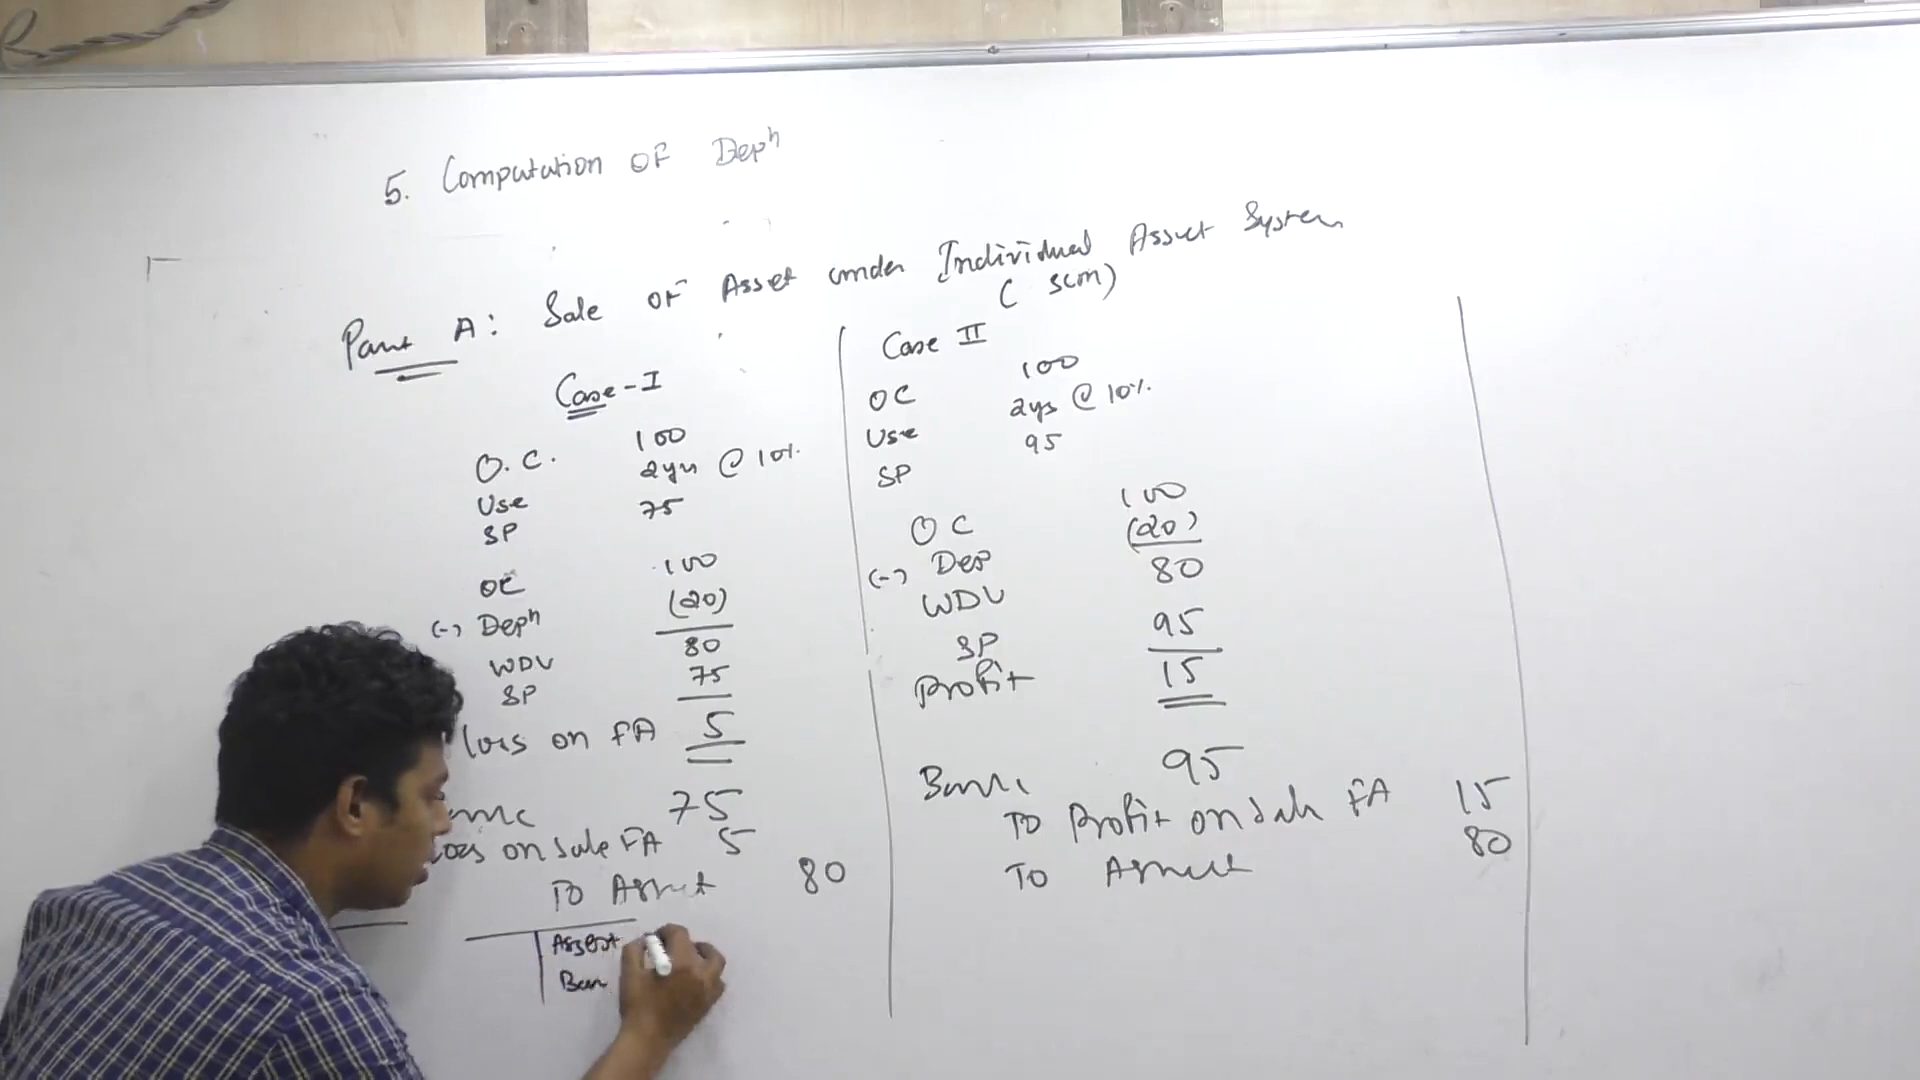 5. Computation OF Depⁿ
Part A: Sale OF Asset under Individual Asset System
(SLM)
Case-I
O.C. 100
Use 2yrs @ 10%
SP 75
OC 100
(-) Depⁿ (20)
WDV 80
SP 75
loss on FA 5
75
loss on sale FA 5
To Asset 80
Asset
Ban
Case II
OC 100
Use 2yrs @ 10%
SP 95
OC 100
(-) Dep (20)
WDV 80
SP 95
Profit 15
Bank 95
To Profit on Sale FA 15
To Asset 80